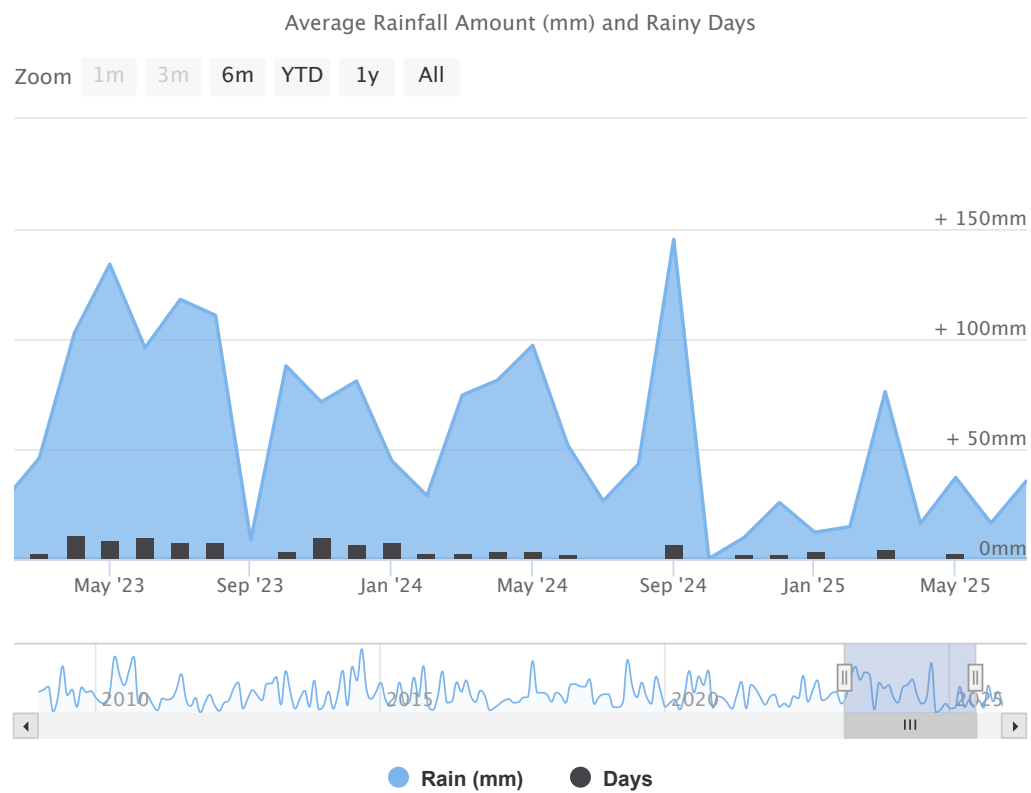 Average Rainfall Amount (mm) and Rainy Days
Zoom 1m 3m 6m YTD 1y All
+ 150mm
+ 100mm
+ 50mm
0mm
May '23 Sep '23 Jan '24 May '24 Sep '24 Jan '25 May '25
2010 2015 2020 2025
Rain (mm) Days